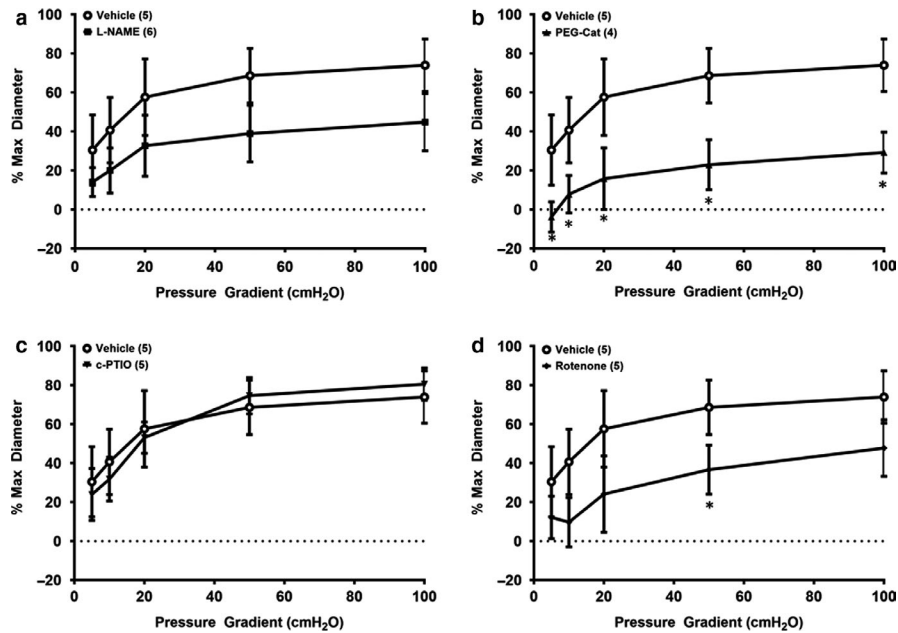 a
Vehicle (5)
L-NAME (6)
% Max Diameter
100
80
60
40
20
0
–20
0 20 40 60 80 100
Pressure Gradient (cmH₂O)
b
Vehicle (5)
PEG-Cat (4)
% Max Diameter
100
80
60
40
20
0
–20
* * * * *
0 20 40 60 80 100
Pressure Gradient (cmH₂O)
c
Vehicle (5)
c-PTIO (5)
% Max Diameter
100
80
60
40
20
0
–20
0 20 40 60 80 100
Pressure Gradient (cmH₂O)
d
Vehicle (5)
Rotenone (5)
% Max Diameter
100
80
60
40
20
0
–20
*
0 20 40 60 80 100
Pressure Gradient (cmH₂O)